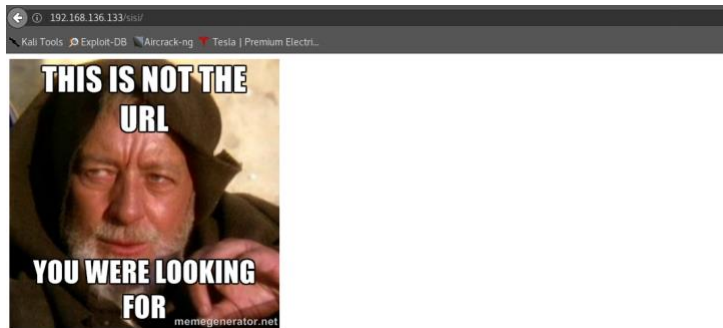 192.168.136.133/sisi/
Kali Tools Exploit-DB Aircrack-ng Tesla | Premium Electri...
THIS IS NOT THE
URL
YOU WERE LOOKING
FOR
memegenerator.net